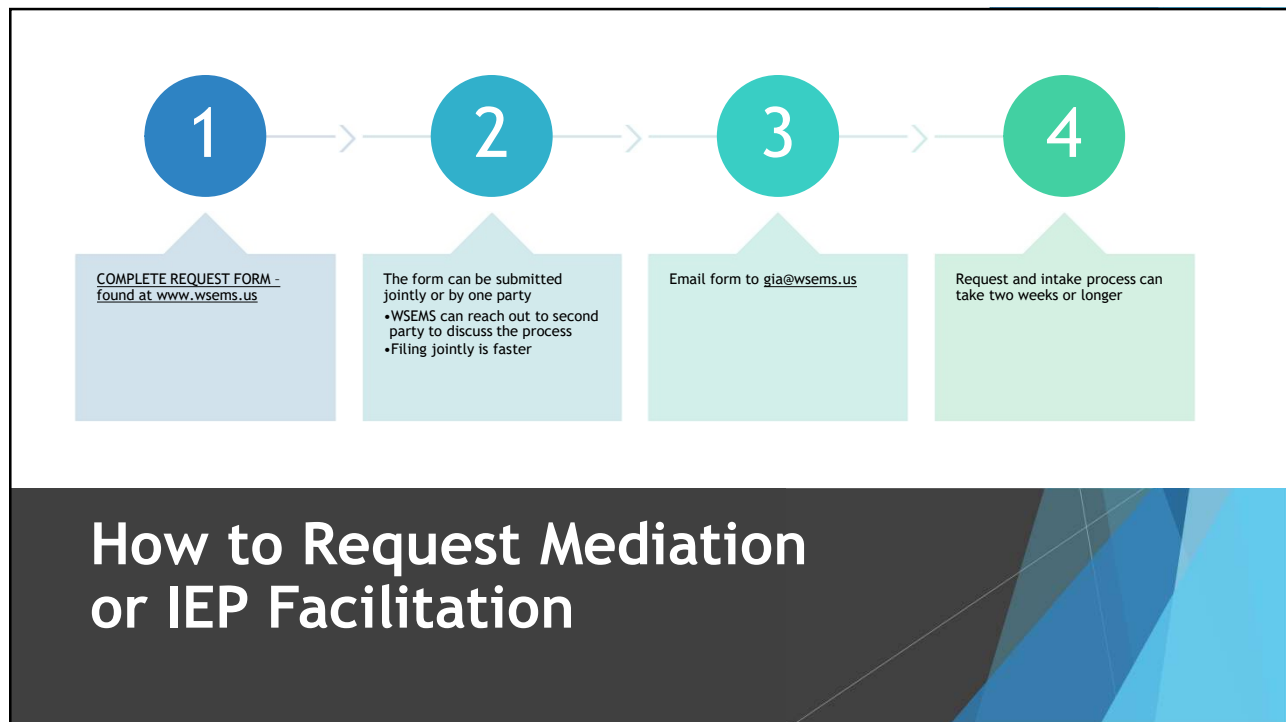 1
2
3
4
COMPLETE REQUEST FORM –
found at www.wsems.us
The form can be submitted
jointly or by one party
•WSEMS can reach out to second
party to discuss the process
•Filing jointly is faster
Email form to gia@wsems.us
Request and intake process can
take two weeks or longer
How to Request Mediation
or IEP Facilitation